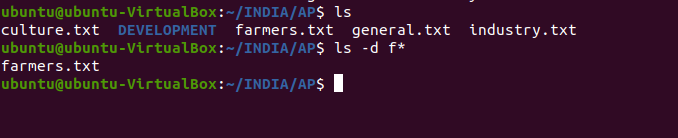 ubuntu@ubuntu-VirtualBox:~/INDIA/AP$ ls
culture.txt  DEVELOPMENT  farmers.txt  general.txt  industry.txt
ubuntu@ubuntu-VirtualBox:~/INDIA/AP$ ls -d f*
farmers.txt
ubuntu@ubuntu-VirtualBox:~/INDIA/AP$